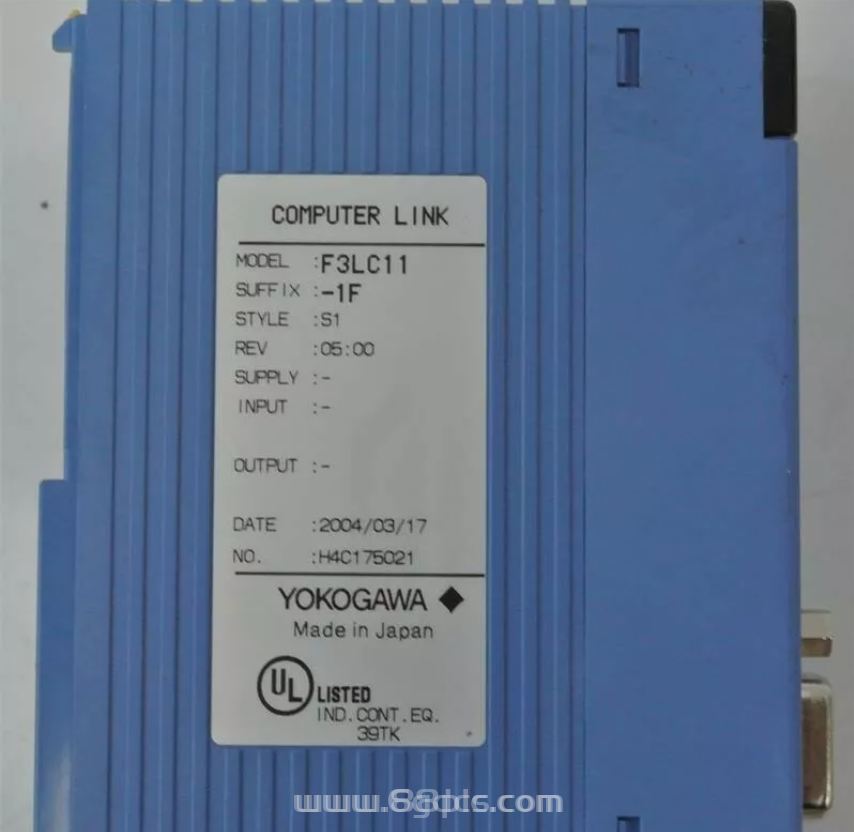 COMPUTER LINK
MODEL :F3LC11
SUFFIX :-1F
STYLE :S1
REV :05:00
SUPPLY :-
INPUT :-
OUTPUT :-
DATE :2004/03/17
NO. :H4C175021
YOKOGAWA
Made in Japan
UL LISTED
IND.CONT.EQ.
39TK